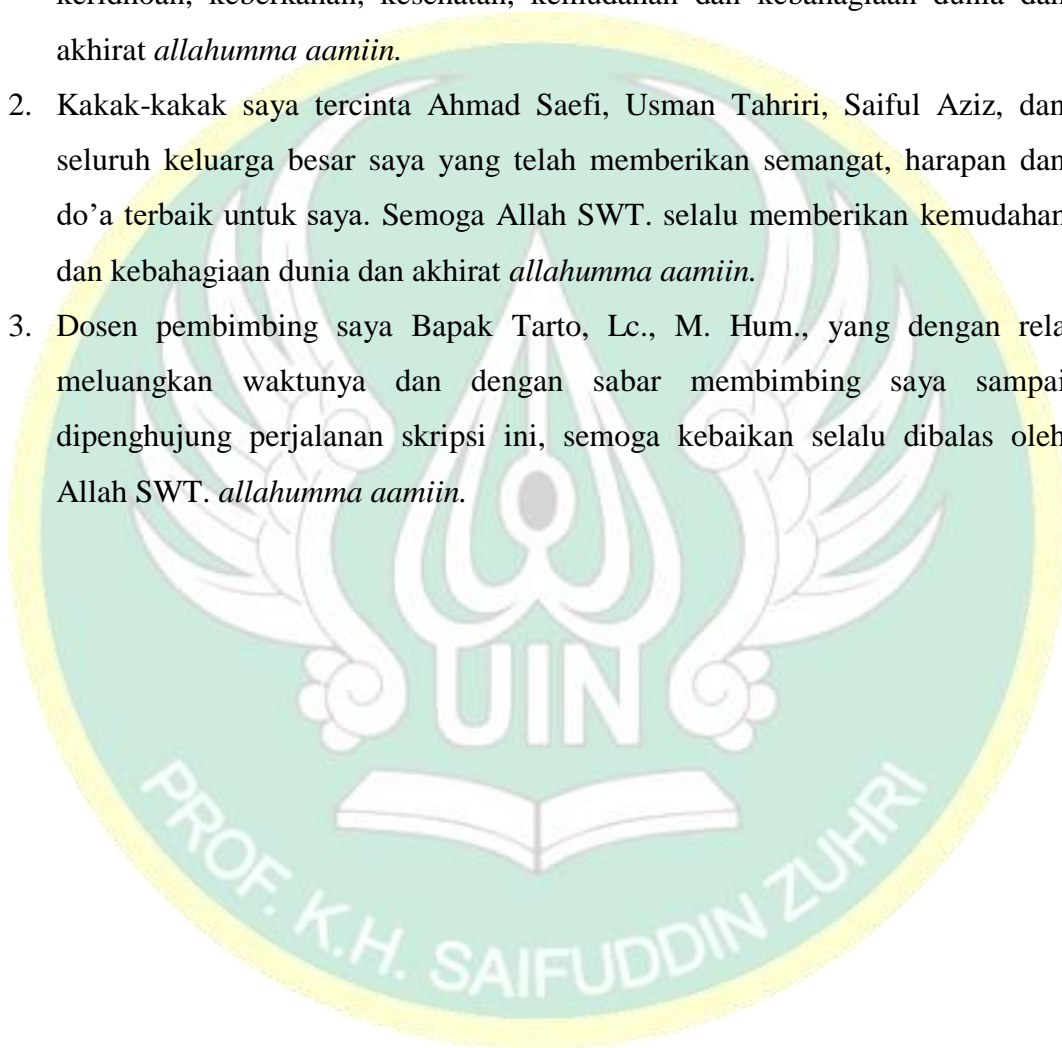 keridhoan, keberkahan, kesehatan, kemudahan dan kebahagiaan dunia dan
akhirat allahumma aamiin.
2. Kakak-kakak saya tercinta Ahmad Saefi, Usman Tahriri, Saiful Aziz, dan
seluruh keluarga besar saya yang telah memberikan semangat, harapan dan
do’a terbaik untuk saya. Semoga Allah SWT. selalu memberikan kemudahan
dan kebahagiaan dunia dan akhirat allahumma aamiin.
3. Dosen pembimbing saya Bapak Tarto, Lc., M. Hum., yang dengan rela
meluangkan waktunya dan dengan sabar membimbing saya sampai
dipenghujung perjalanan skripsi ini, semoga kebaikan selalu dibalas oleh
Allah SWT. allahumma aamiin.
UIN
PROF. K.H. SAIFUDDIN ZUHRI